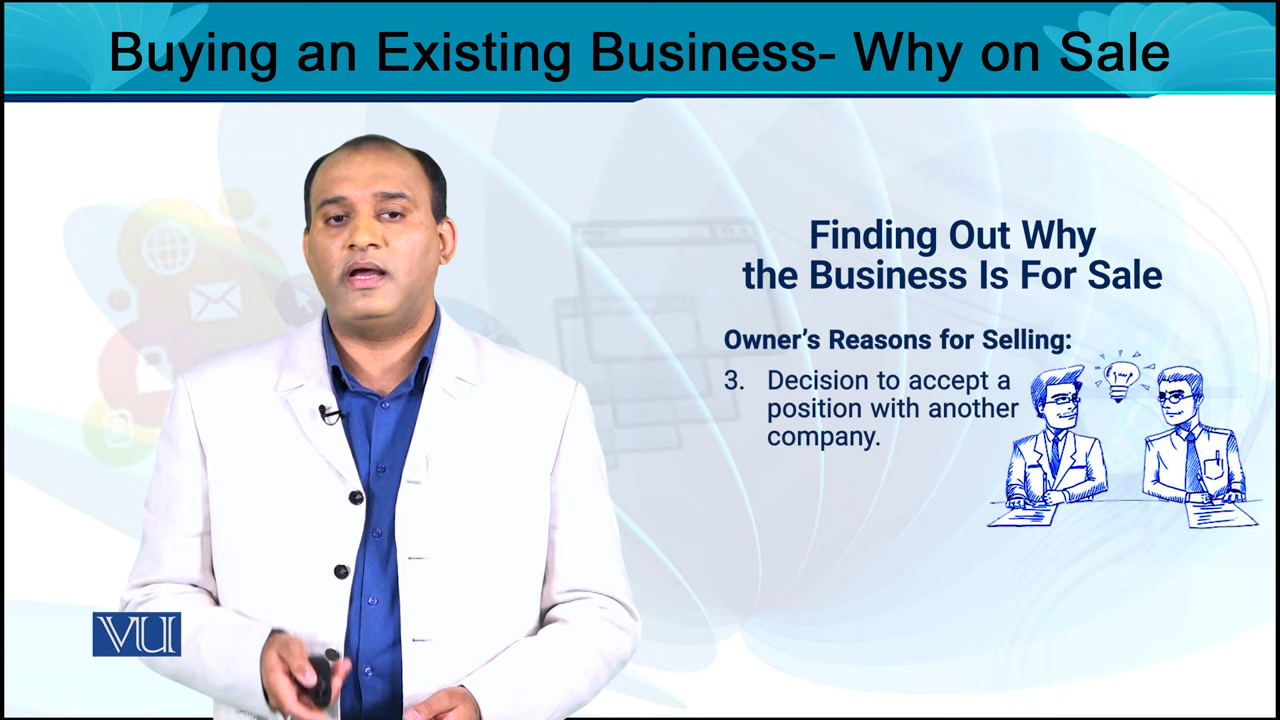 Buying an Existing Business- Why on Sale
Finding Out Why
the Business Is For Sale
Owner's Reasons for Selling:
3. Decision to accept a
position with another
company.
VU